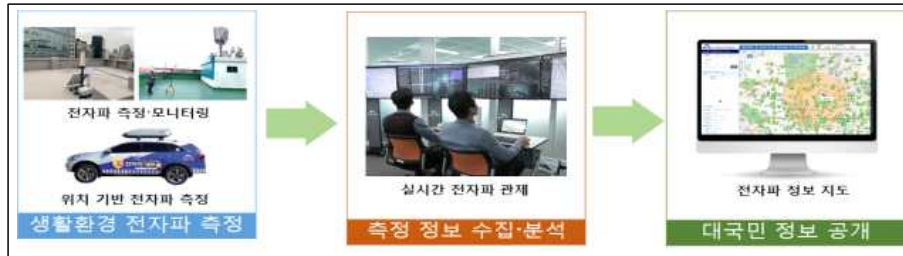 전자파 측정·모니터링
위치 기반 전자파 측정
생활환경 전자파 측정
실시간 전자파 관제
측정 정보 수집·분석
전자파 정보 지도
대국민 정보 공개